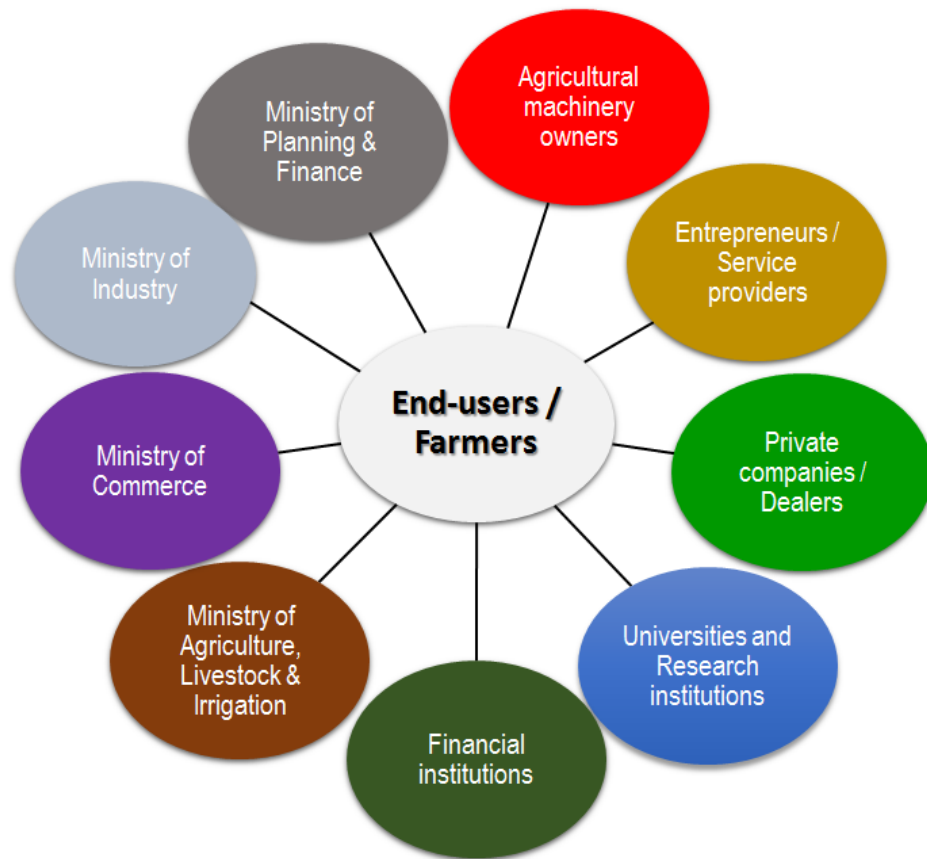 Agricultural
machinery
owners
Entrepreneurs /
Service
providers
Private
companies /
Dealers
Universities and
Research
institutions
Financial
institutions
Ministry of
Agriculture,
Livestock &
Irrigation
Ministry of
Commerce
Ministry of
Industry
Ministry of
Planning &
Finance
End-users /
Farmers